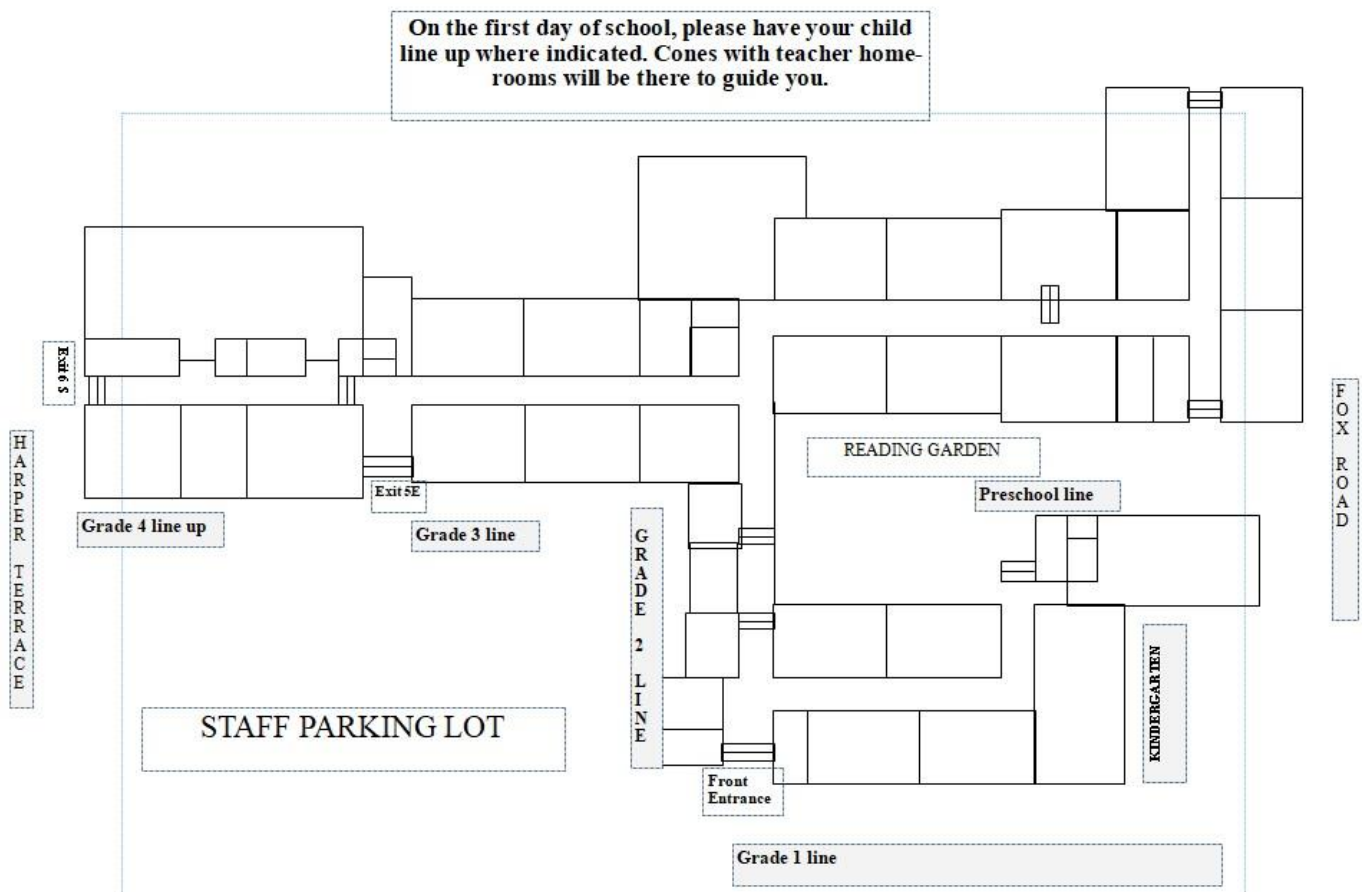 On the first day of school, please have your child
line up where indicated. Cones with teacher home-
rooms will be there to guide you.
Exit 6 S
HARPER TERRACE
FOX ROAD
READING GARDEN
Exit 5E
Preschool line
Grade 4 line up
Grade 3 line
GRADE 2 LINE
KINDERGARTEN
STAFF PARKING LOT
Front
Entrance
Grade 1 line